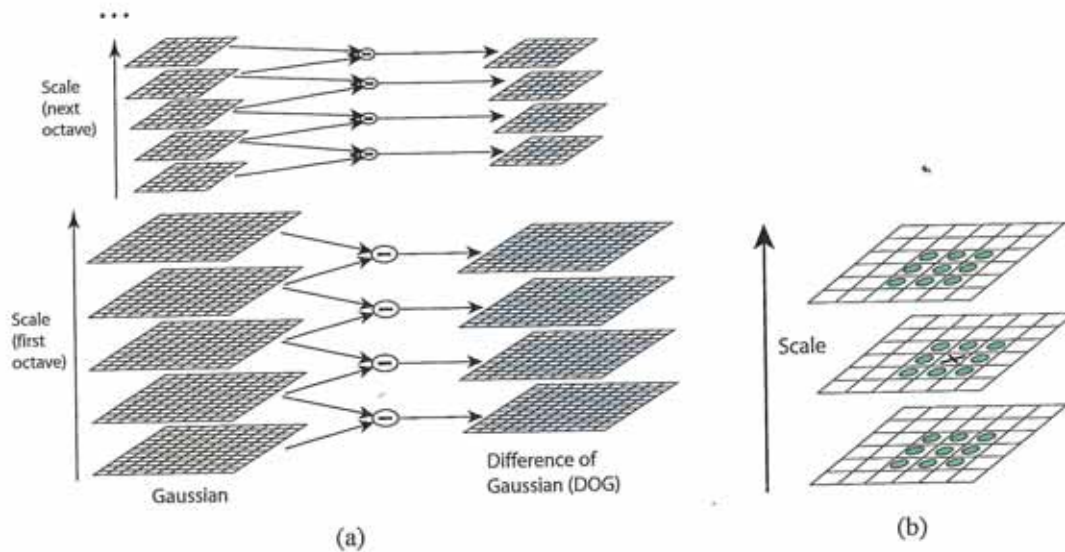 ...
Scale
(next
octave)
Scale
(first
octave)
Gaussian
Difference of
Gaussian (DOG)
(a)
Scale
(b)